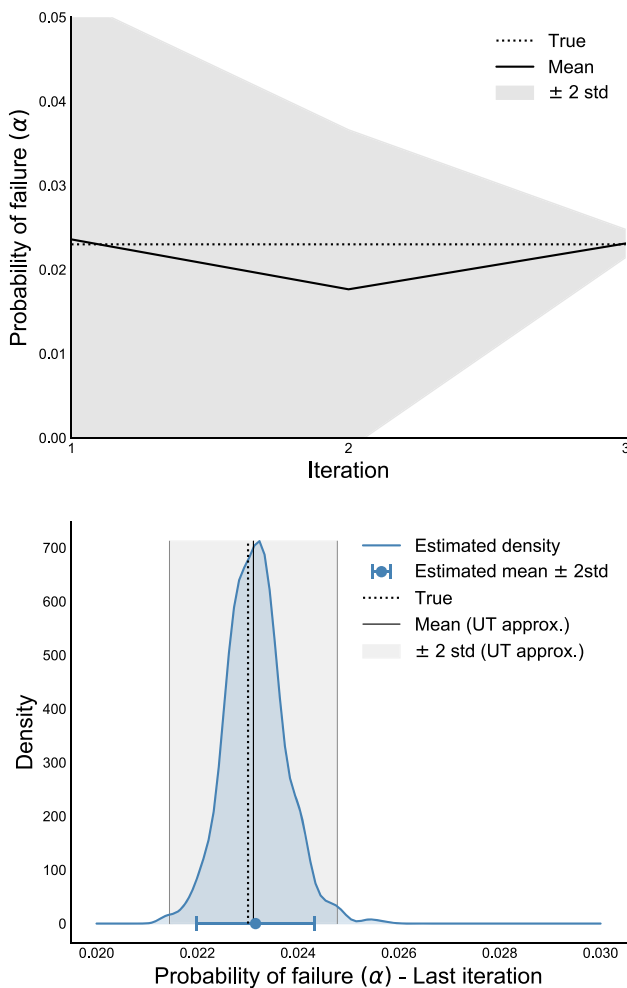 0.05
0.04
0.03
0.02
0.01
0.00
Probability of failure (α)
True
Mean
± 2 std
1
2
3
Iteration
700
600
500
400
300
200
100
0
Density
Estimated density
Estimated mean ± 2std
True
Mean (UT approx.)
± 2 std (UT approx.)
0.020
0.022
0.024
0.026
0.028
0.030
Probability of failure (α) - Last iteration